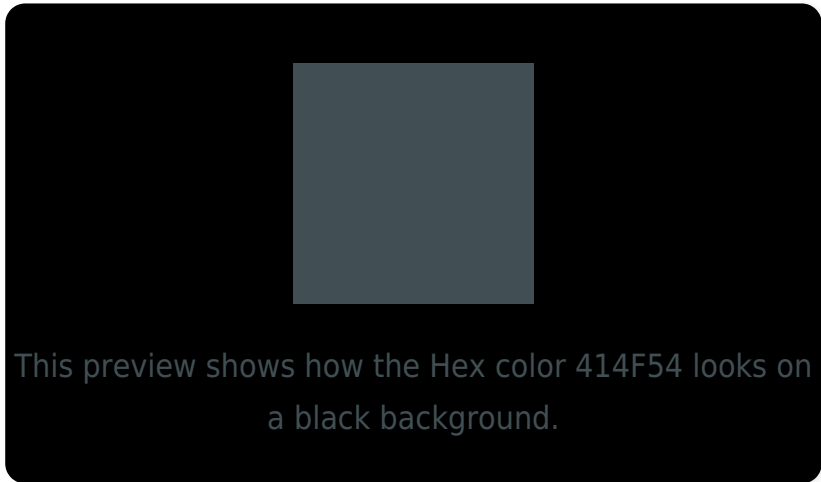 This preview shows how the Hex color 414F54 looks on
a black background.